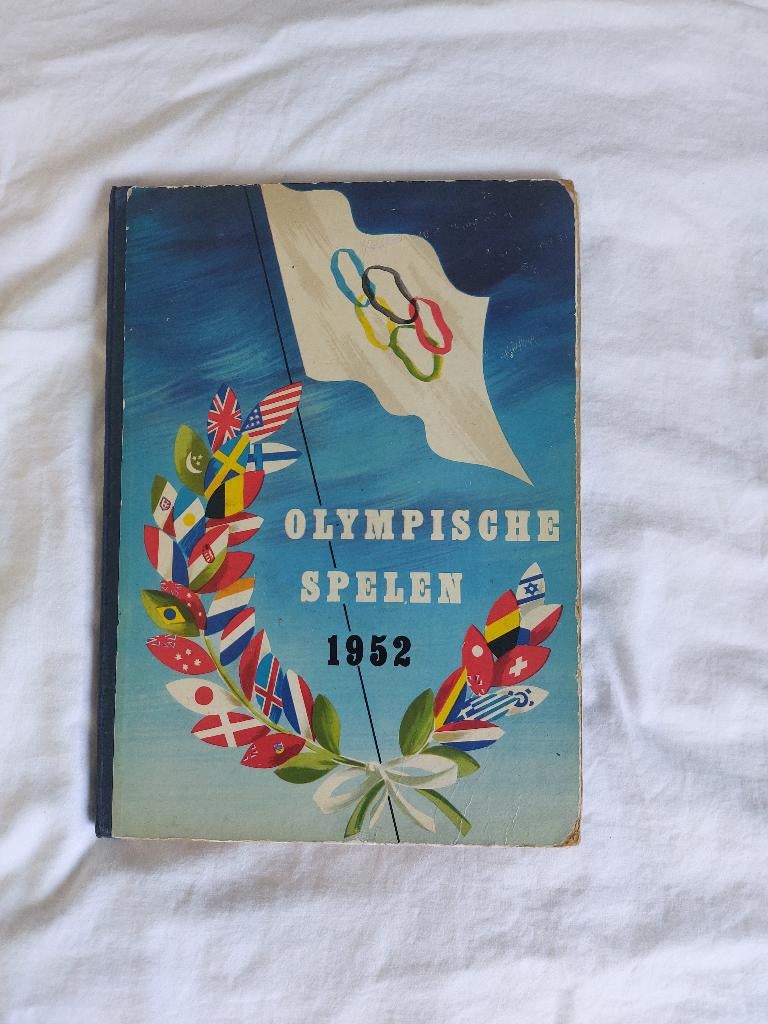 OLYMPISCHE
SPELEN
1952